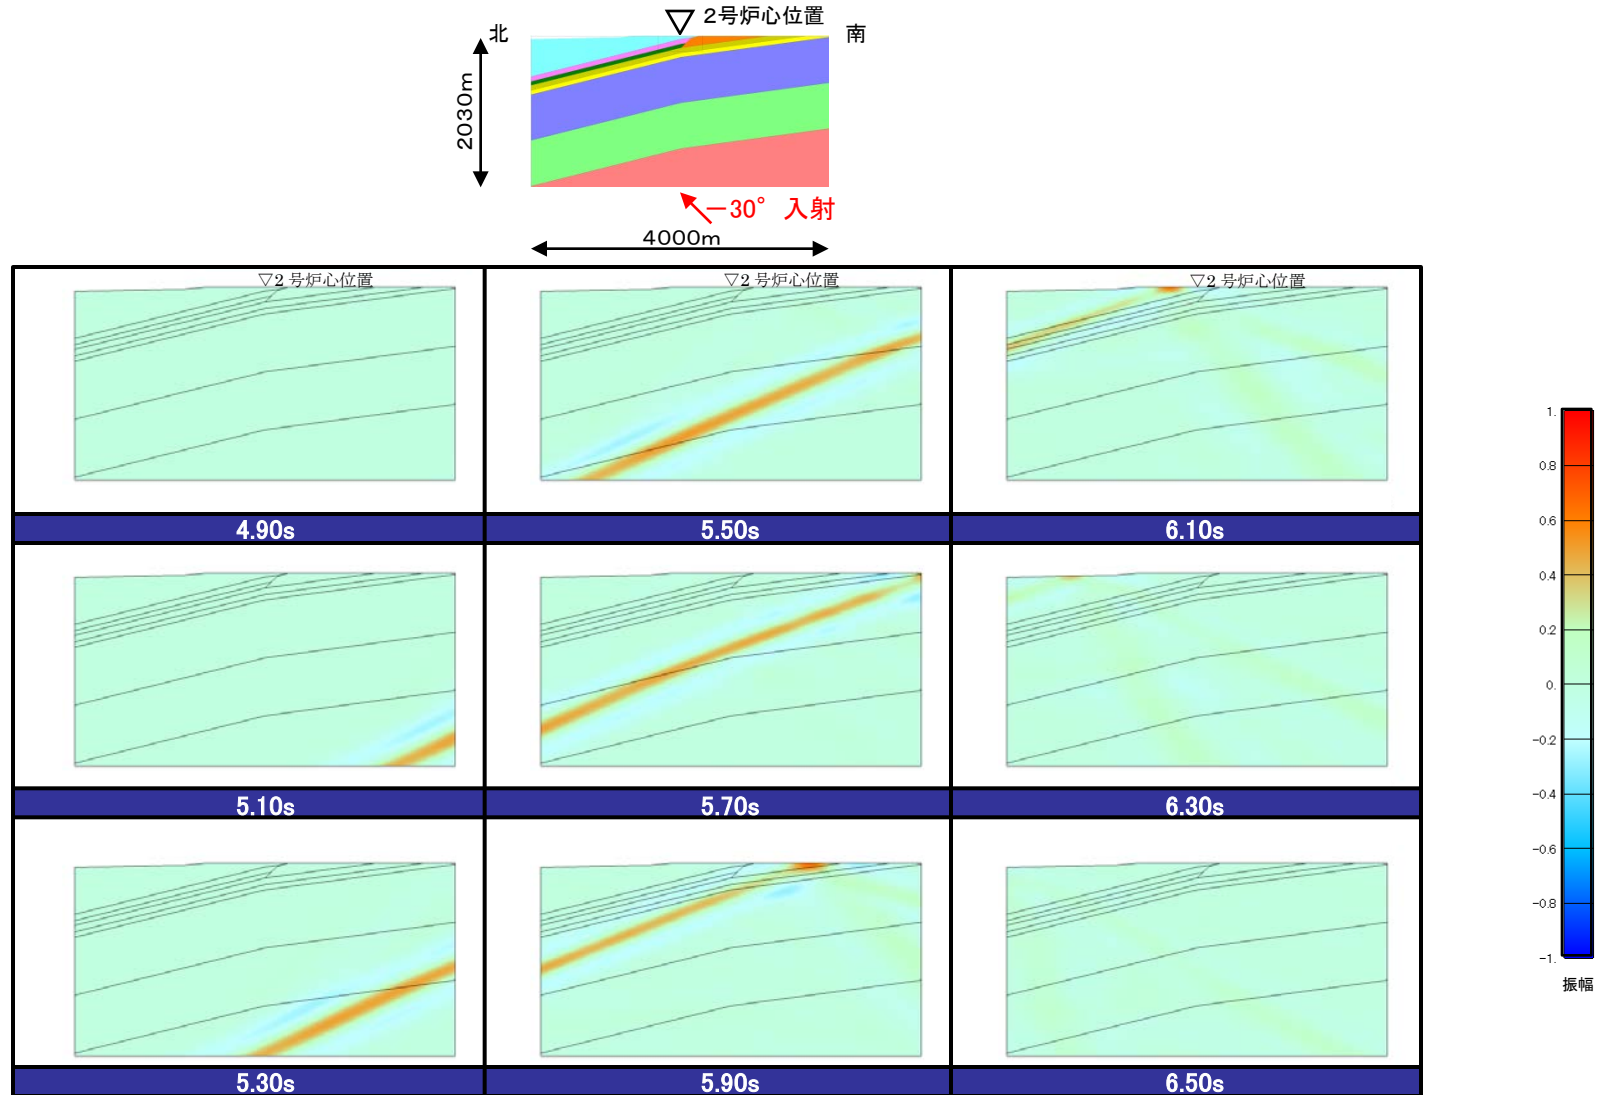 2号炉心位置
北
南
2030m
－30° 入射
4000m
▽2 号炉心位置
▽2 号炉心位置
▽2 号炉心位置
4.90s
5.50s
6.10s
5.10s
5.70s
6.30s
5.30s
5.90s
6.50s
1.
0.8
0.6
0.4
0.2
0.
-0.2
-0.4
-0.6
-0.8
-1.
振幅